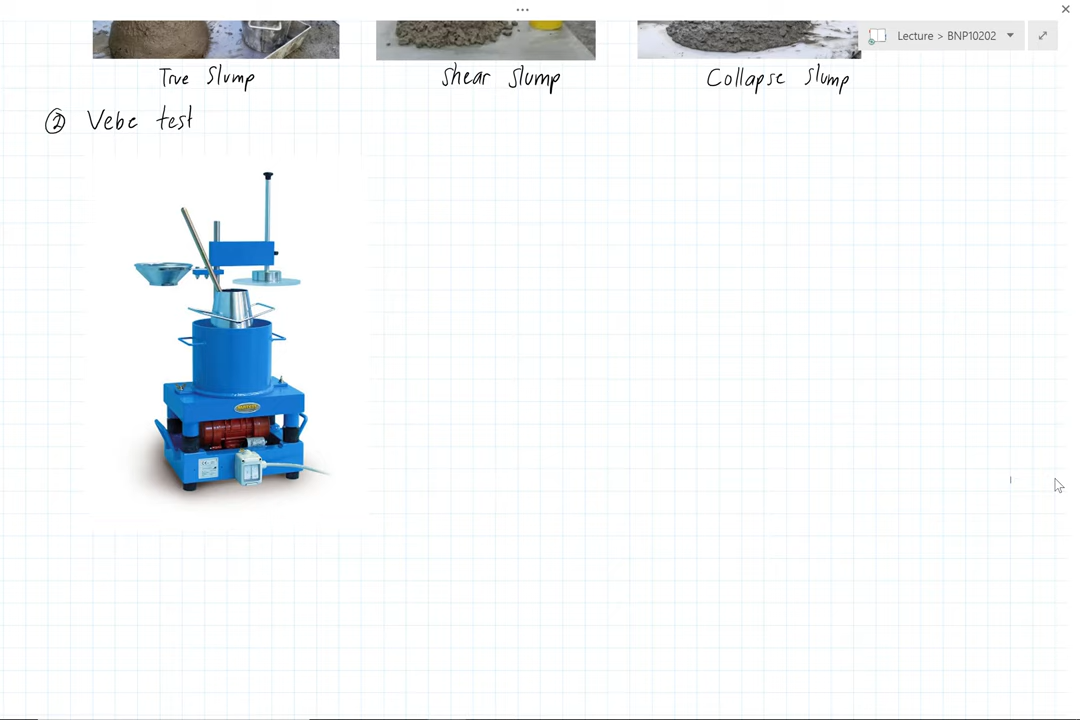 Lecture > BNP10202
True Slump
Shear Slump
Collapse Slump
② Vebe test